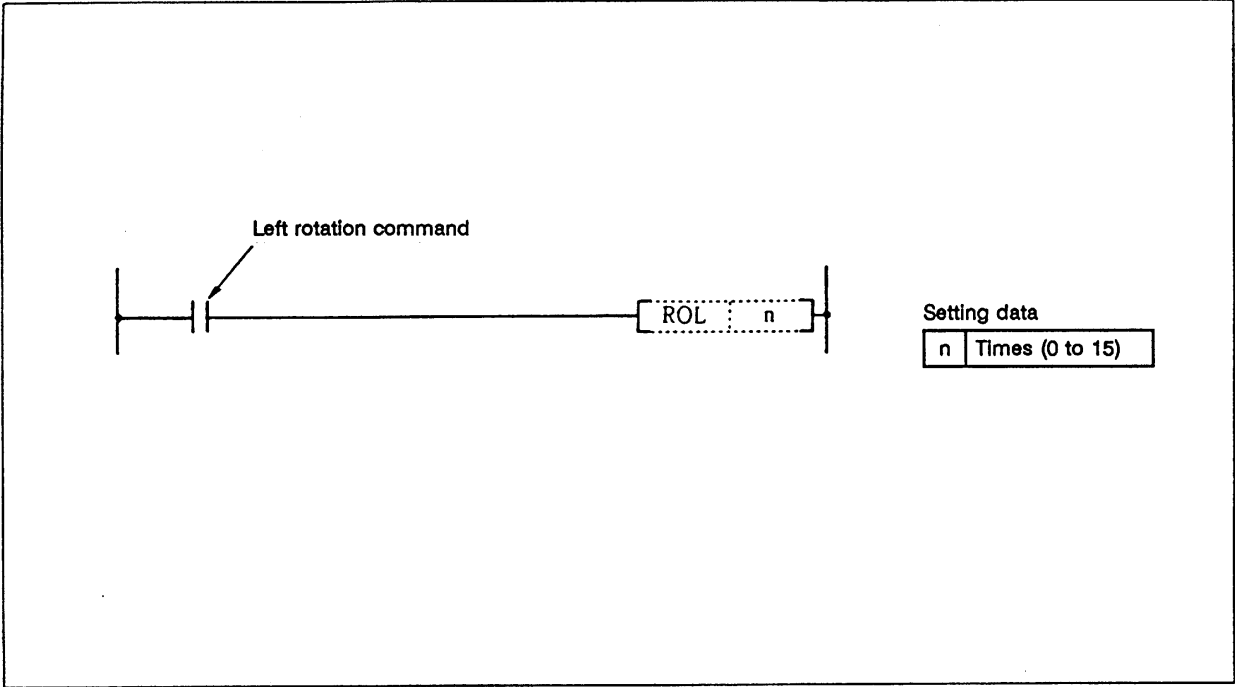 Left rotation command
ROL n
Setting data
n Times (0 to 15)